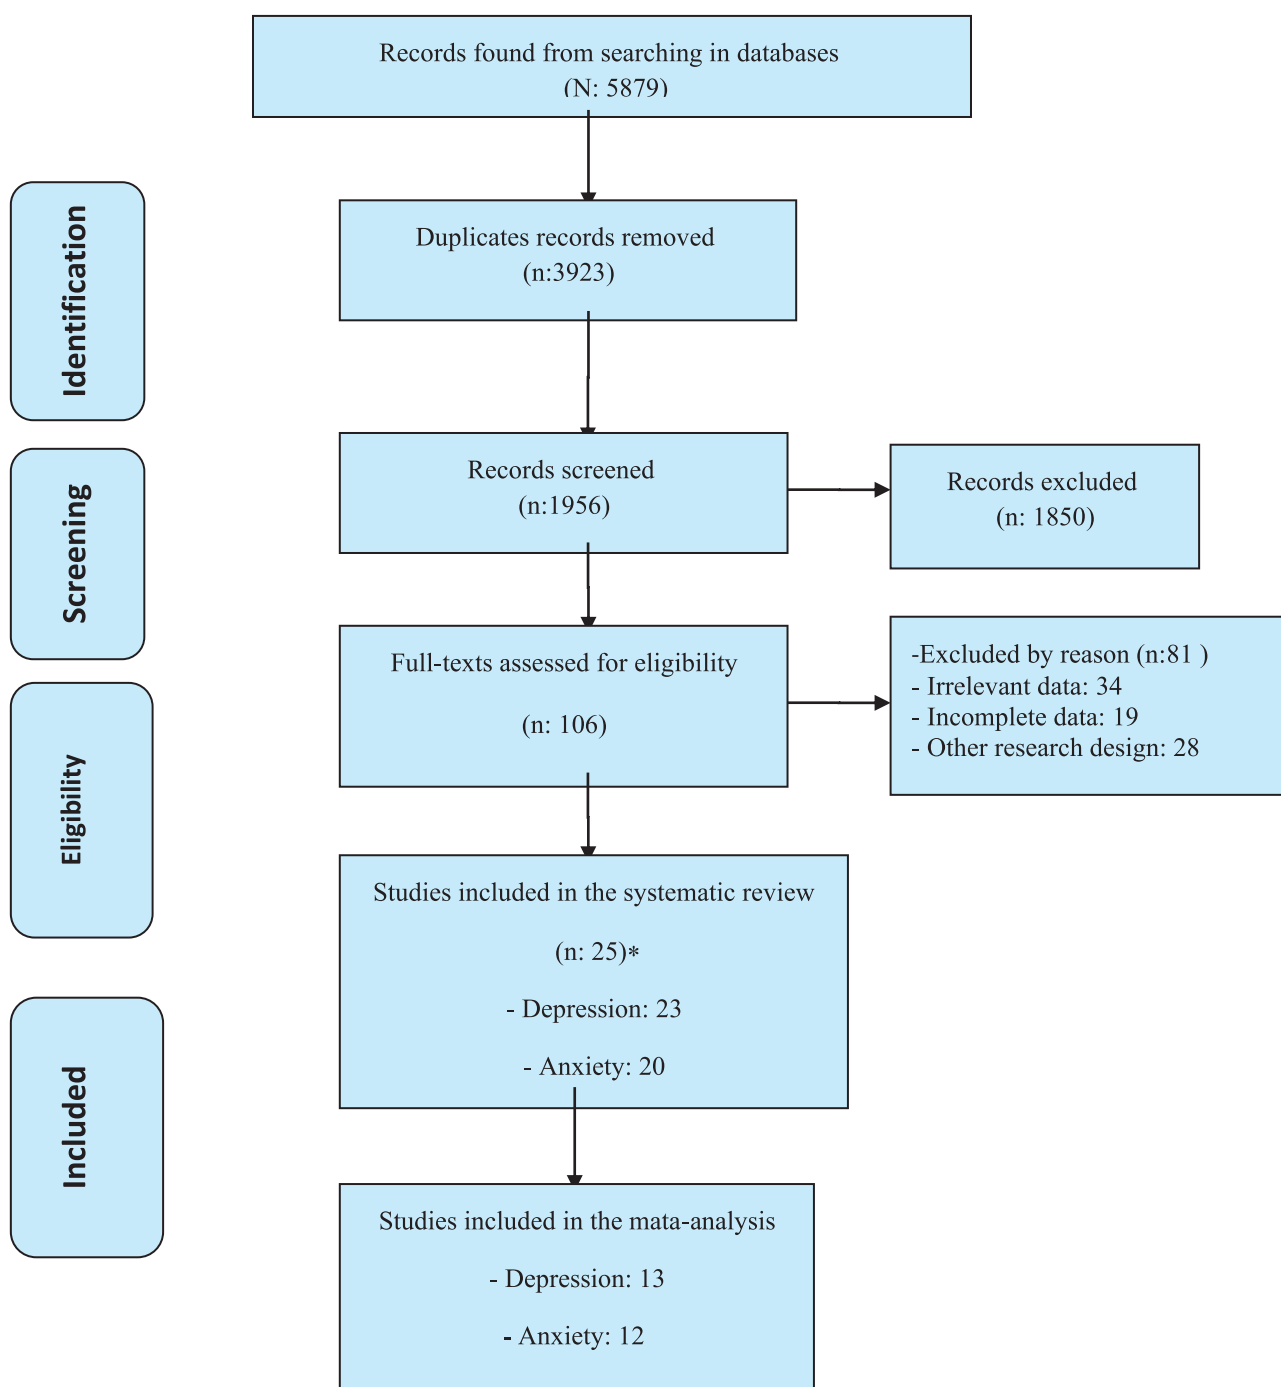 Records found from searching in databases
(N: 5879)
Identification
Duplicates records removed
(n:3923)
Screening
Records screened
(n:1956)
Records excluded
(n: 1850)
Eligibility
Full-texts assessed for eligibility
(n: 106)
-Excluded by reason (n:81 )
- Irrelevant data: 34
- Incomplete data: 19
- Other research design: 28
Studies included in the systematic review
(n: 25)*
- Depression: 23
- Anxiety: 20
Included
Studies included in the mata-analysis
- Depression: 13
- Anxiety: 12